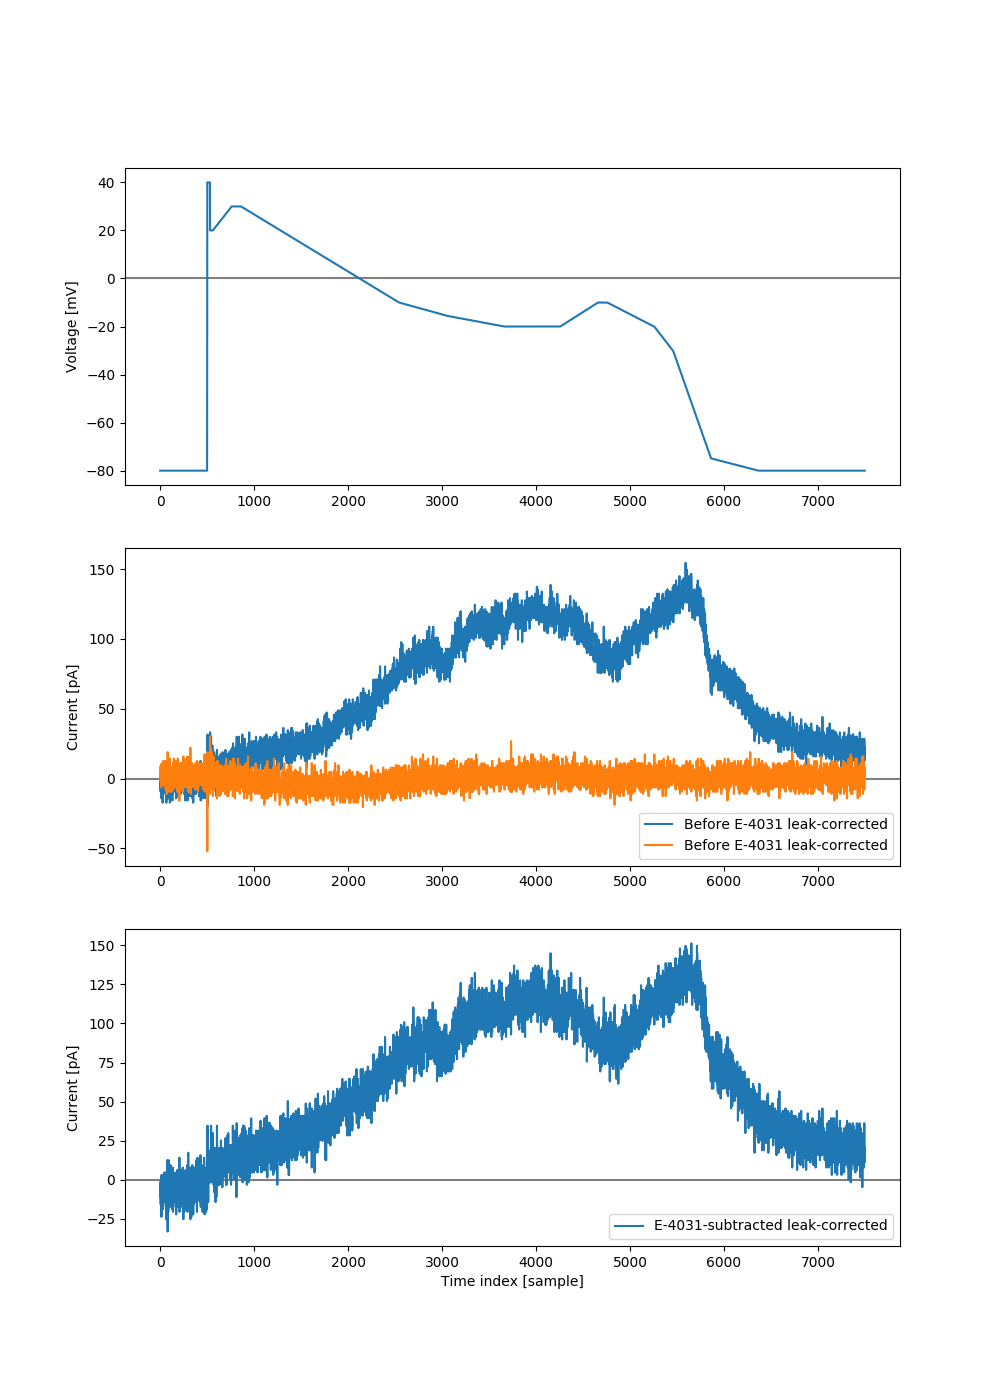 40
20
0
−20
−40
−60
−80
Voltage [mV]
0 1000 2000 3000 4000 5000 6000 7000
150
100
50
0
−50
Current [pA]
Before E-4031 leak-corrected
Before E-4031 leak-corrected
0 1000 2000 3000 4000 5000 6000 7000
150
125
100
75
50
25
0
−25
Current [pA]
E-4031-subtracted leak-corrected
0 1000 2000 3000 4000 5000 6000 7000
Time index [sample]